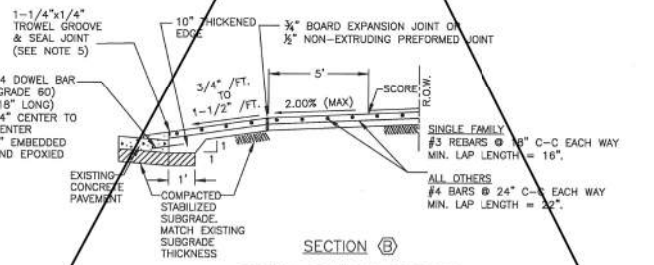 1-1/4"x1/4"
TROWEL GROOVE
& SEAL JOINT
(SEE NOTE 5)
10" THICKENED
EDGE
3/4" BOARD EXPANSION JOINT OR
1/2" NON-EXTRUDING PREFORMED JOINT
5'
3/4" /FT.
TO
1-1/2" /FT.
2.00% (MAX)
SCORE
R.O.W.
4 DOWEL BAR
GRADE 60)
18" LONG)
4" CENTER TO
ENTER
" EMBEDDED
ND EPOXIED
1
1
1'
EXISTING
CONCRETE
PAVEMENT
COMPACTED
STABILIZED
SUBGRADE.
MATCH EXISTING
SUBGRADE
THICKNESS
SINGLE FAMILY
#3 REBARS @ 18" C-C EACH WAY
MIN. LAP LENGTH = 16".
ALL OTHERS
#4 BARS @ 24" C-C EACH WAY
MIN. LAP LENGTH = 22".
SECTION B